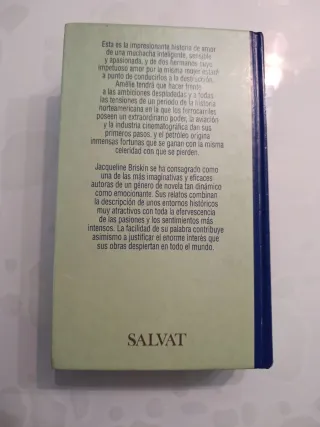 Esta es la impresionante historia de amor
de una muchacha inteligente, sensible
y apasionada, y de dos hermanos cuyo
impetuoso amor por la misma mujer estará
a punto de conducirlos a la destrucción.
Amélie tendrá que hacer frente
a las ambiciones despiadadas y a todas
las tensiones de un período de la historia
norteamericana en la que los ferrocarriles
poseen un extraordinario poder, la aviación
y la industria cinematográfica dan sus
primeros pasos, y el petróleo origina
inmensas fortunas que se ganan con la misma
celeridad con que se pierden.
Jacqueline Briskin se ha consagrado como
una de las más imaginativas y eficaces
autoras de un género de novela tan dinámico
como emocionante. Sus relatos combinan
la descripción de unos entornos históricos
muy atractivos con toda la efervescencia
de las pasiones y los sentimientos más
intensos. La facilidad de su palabra contribuye
asimismo a justificar el enorme interés que
sus obras despiertan en todo el mundo.
SALVAT